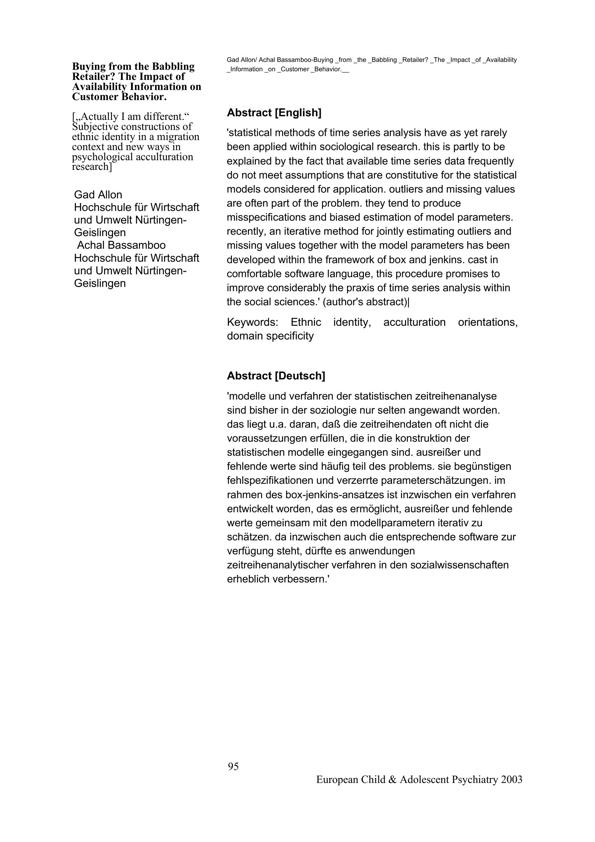 Buying from the Babbling
Retailer? The Impact of
Availability Information on
Customer Behavior.
[„Actually I am different.“
Subjective constructions of
ethnic identity in a migration
context and new ways in
psychological acculturation
research]
Gad Allon
Hochschule für Wirtschaft
und Umwelt Nürtingen-
Geislingen
Achal Bassamboo
Hochschule für Wirtschaft
und Umwelt Nürtingen-
Geislingen
Gad Allon/ Achal Bassamboo-Buying _from _the _Babbling _Retailer? _The _Impact _of _Availability
_Information _on _Customer _Behavior.__
Abstract [English]
'statistical methods of time series analysis have as yet rarely
been applied within sociological research. this is partly to be
explained by the fact that available time series data frequently
do not meet assumptions that are constitutive for the statistical
models considered for application. outliers and missing values
are often part of the problem. they tend to produce
misspecifications and biased estimation of model parameters.
recently, an iterative method for jointly estimating outliers and
missing values together with the model parameters has been
developed within the framework of box and jenkins. cast in
comfortable software language, this procedure promises to
improve considerably the praxis of time series analysis within
the social sciences.' (author's abstract)|
Keywords: Ethnic identity, acculturation orientations,
domain specificity
Abstract [Deutsch]
'modelle und verfahren der statistischen zeitreihenanalyse
sind bisher in der soziologie nur selten angewandt worden.
das liegt u.a. daran, daß die zeitreihendaten oft nicht die
voraussetzungen erfüllen, die in die konstruktion der
statistischen modelle eingegangen sind. ausreißer und
fehlende werte sind häufig teil des problems. sie begünstigen
fehlspezifikationen und verzerrte parameterschätzungen. im
rahmen des box-jenkins-ansatzes ist inzwischen ein verfahren
entwickelt worden, das es ermöglicht, ausreißer und fehlende
werte gemeinsam mit den modellparametern iterativ zu
schätzen. da inzwischen auch die entsprechende software zur
verfügung steht, dürfte es anwendungen
zeitreihenanalytischer verfahren in den sozialwissenschaften
erheblich verbessern.'
95
European Child & Adolescent Psychiatry 2003